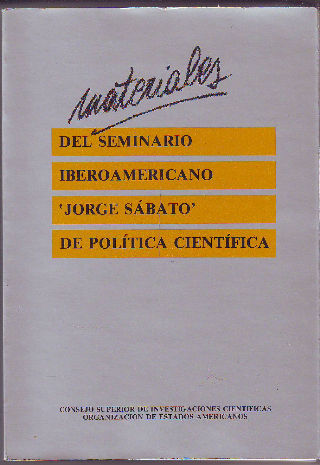 materiales
DEL SEMINARIO
IBEROAMERICANO
‘JORGE SÁBATO’
DE POLÍTICA CIENTÍFICA
CONSEJO SUPERIOR DE INVESTIGACIONES CIENTIFICAS
ORGANIZACION DE ESTADOS AMERICANOS